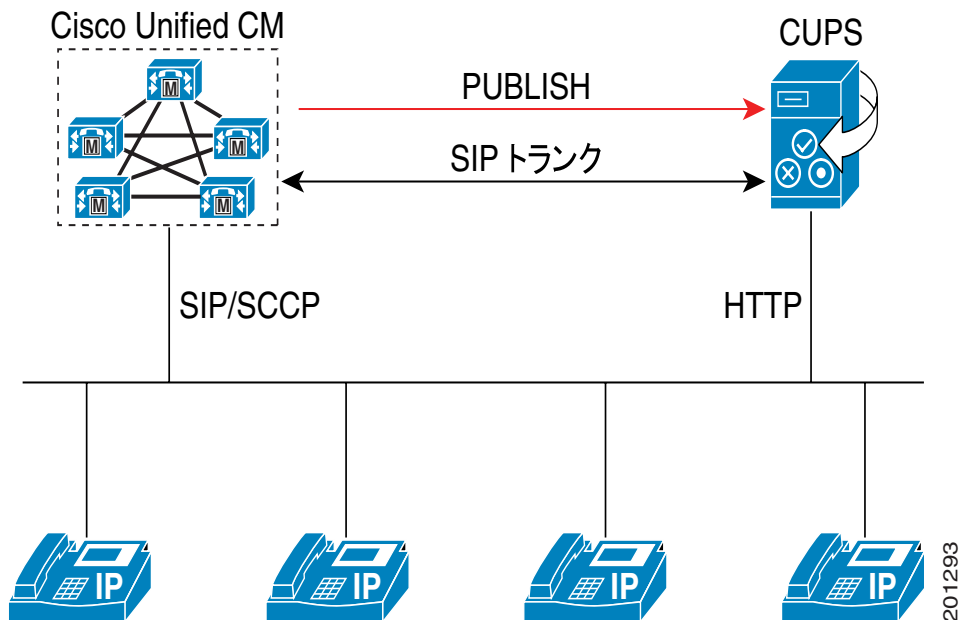 Cisco Unified CM
CUPS
PUBLISH
M
SIP トランク
M
M
M
M
SIP/SCCP
HTTP
IP
IP
IP
IP
201293